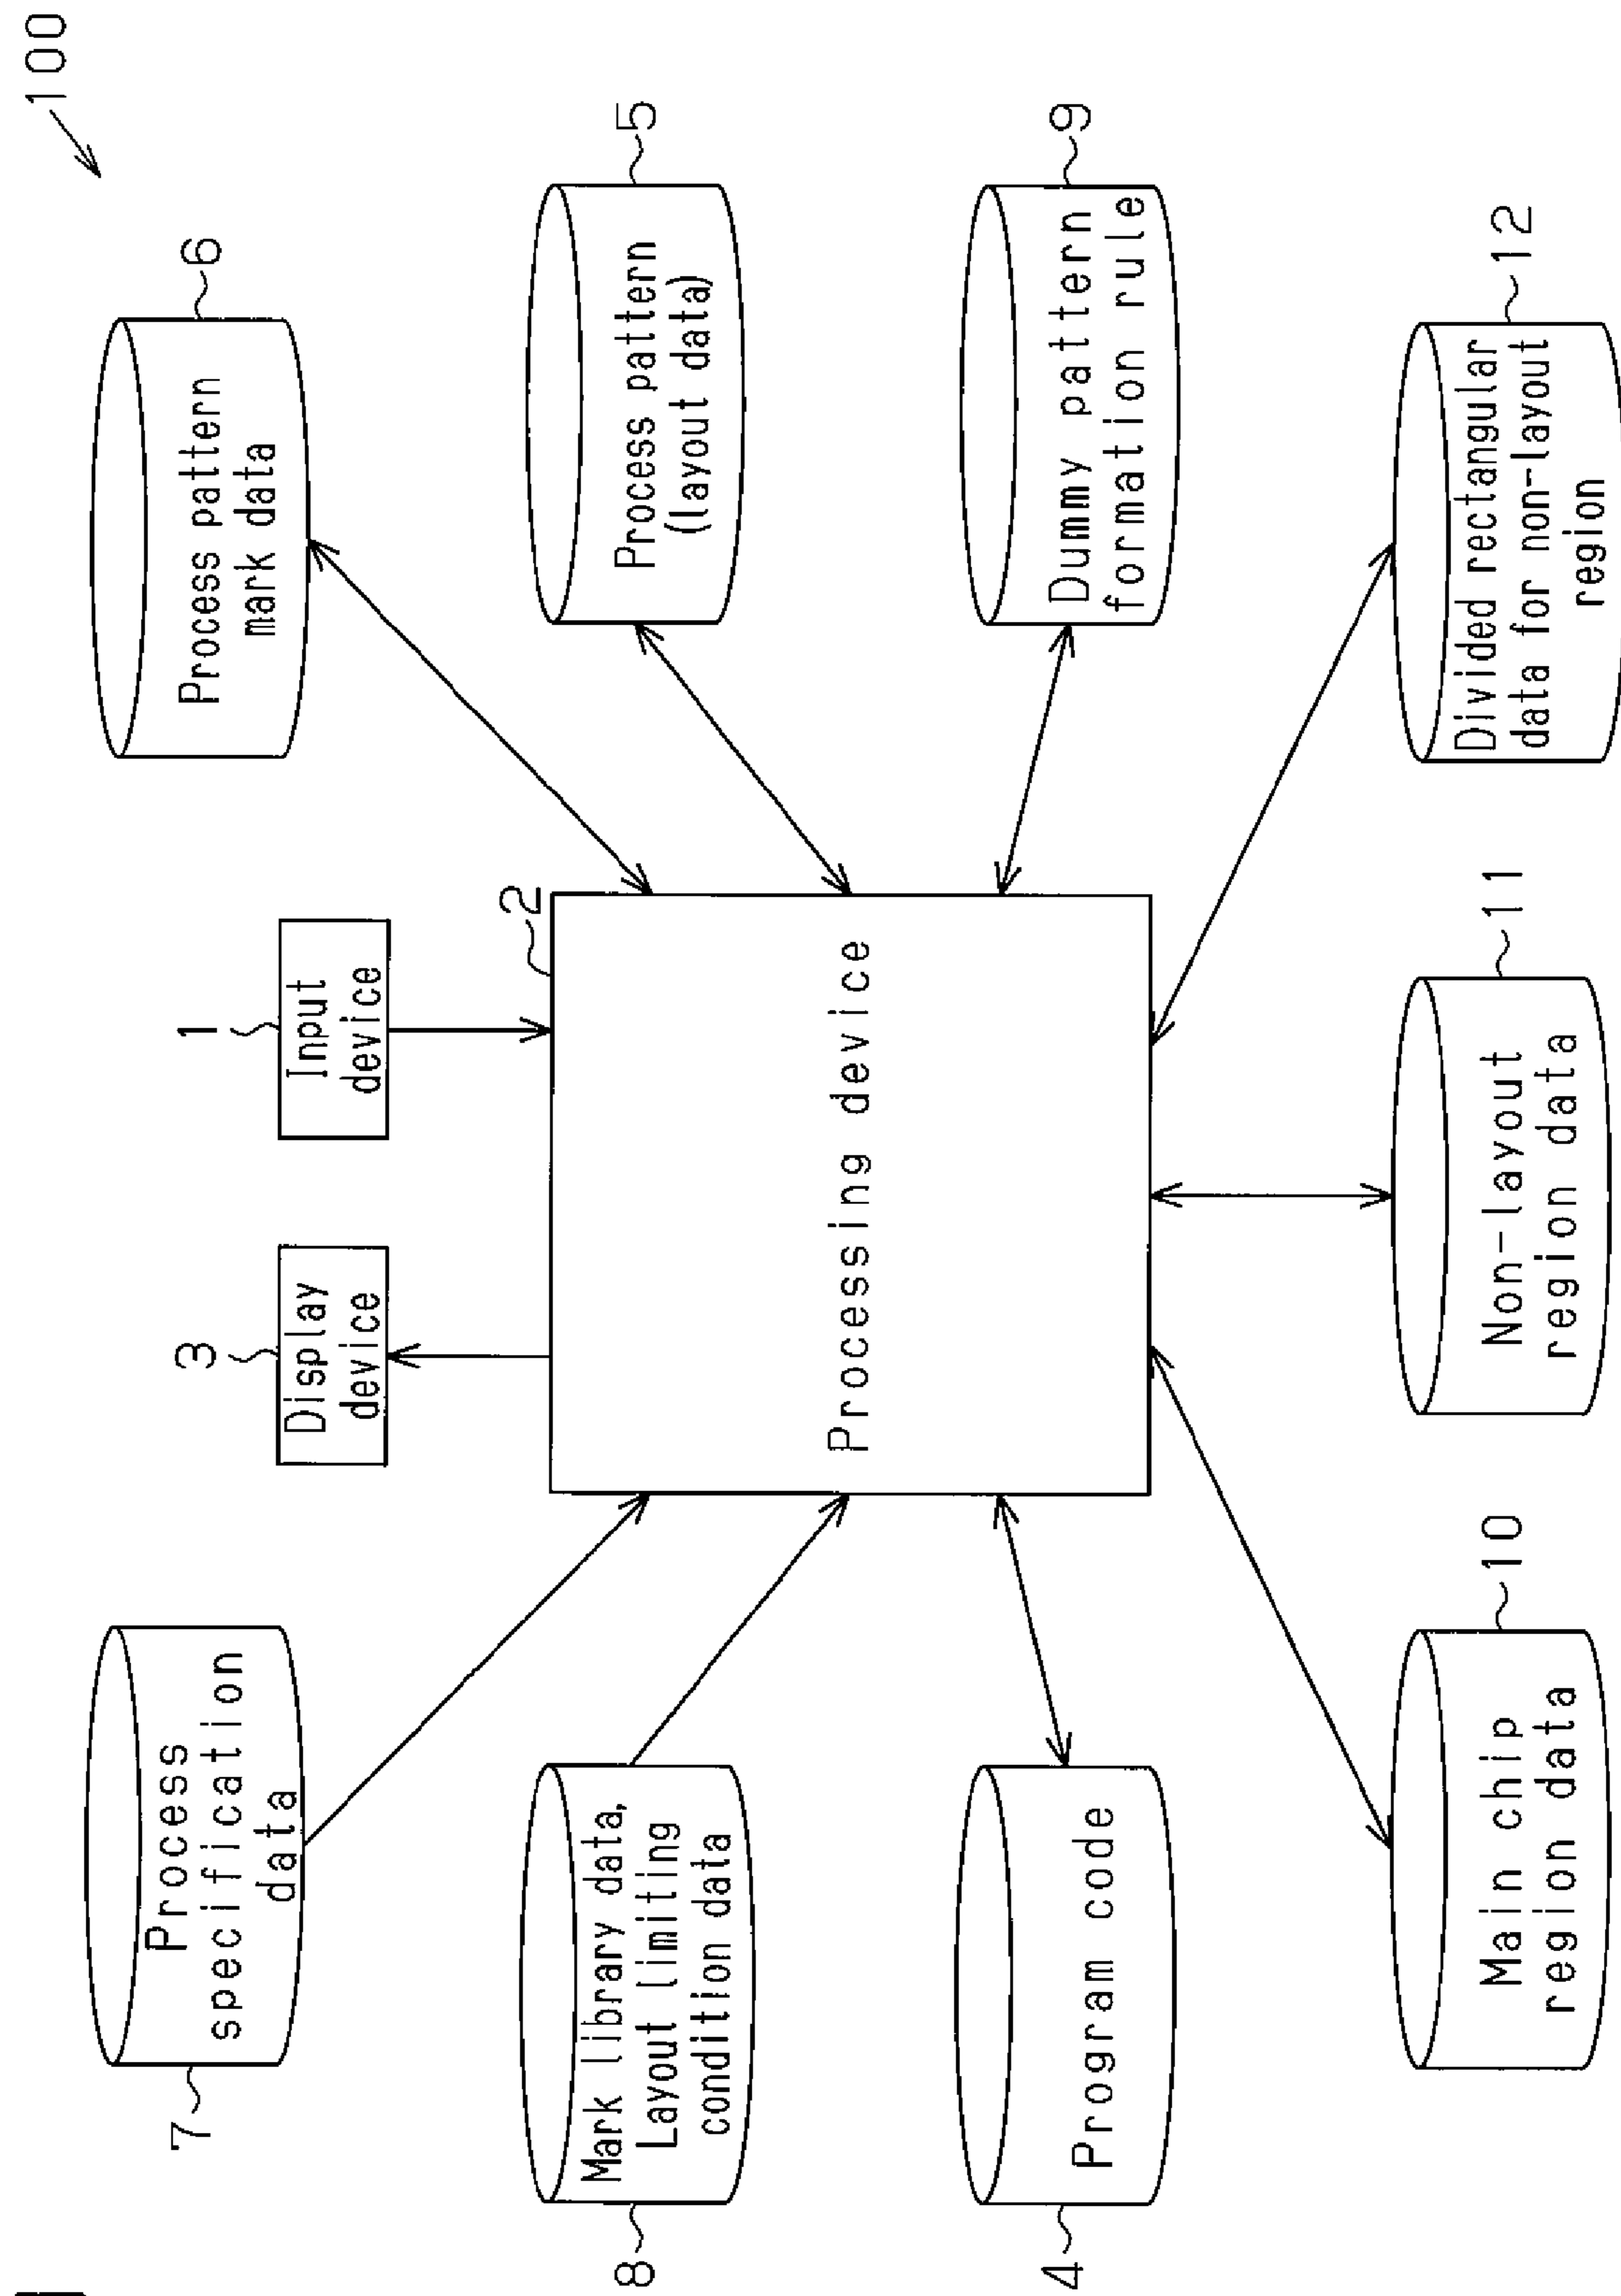 100
3
1
Display
device
Input
device
7
Process
specification
data
6
Process pattern
mark data
2
Processing device
8
Mark library data,
Layout limiting
condition data
5
Process pattern
(layout data)
4
Program code
9
Dummy pattern
formation rule
10
Main chip
region data
11
Non-layout
region data
12
Divided rectangular
data for non-layout
region